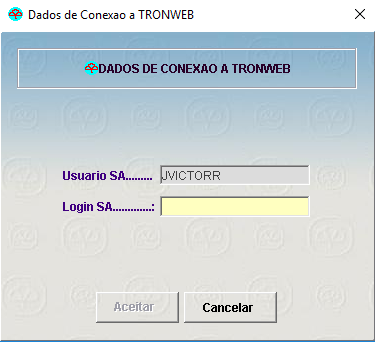 Dados de Conexao a TRONWEB
DADOS DE CONEXAO A TRONWEB
Usuario SA......... JVICTORR
Login SA.............:
Aceitar Cancelar